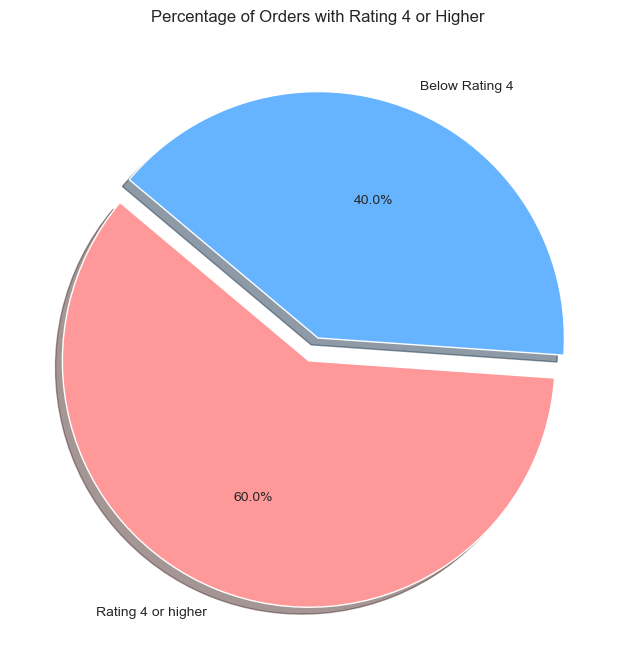 Percentage of Orders with Rating 4 or Higher
Below Rating 4
40.0%
60.0%
Rating 4 or higher